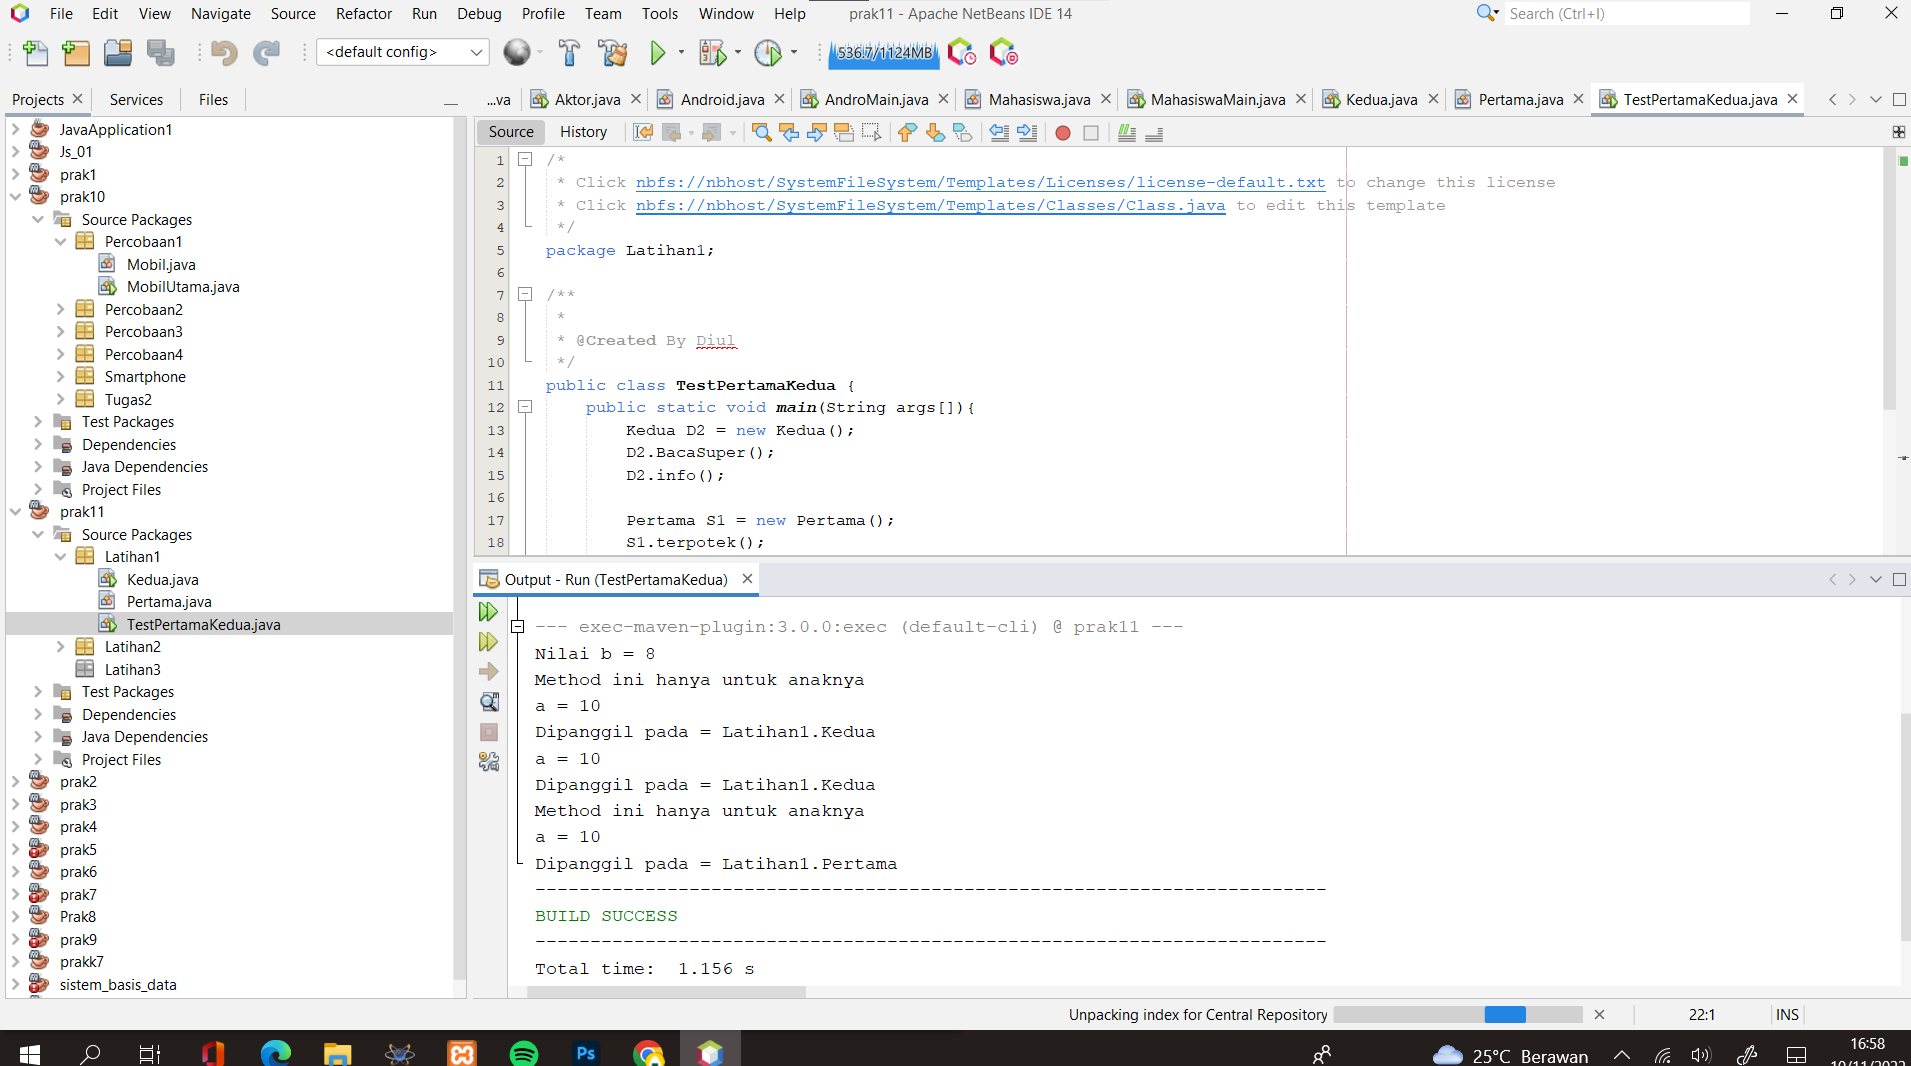 File Edit View Navigate Source Refactor Run Debug Profile Team Tools Window Help prak11 - Apache NetBeans IDE 14 Search (Ctrl+I)
<default config> 536.7/1124MB
Projects Services Files
...va Aktor.java Android.java AndroMain.java Mahasiswa.java MahasiswaMain.java Kedua.java Pertama.java TestPertamaKedua.java
JavaApplication1
Js_01
prak1
prak10
Source Packages
Percobaan1
Mobil.java
MobilUtama.java
Percobaan2
Percobaan3
Percobaan4
Smartphone
Tugas2
Test Packages
Dependencies
Java Dependencies
Project Files
prak11
Source Packages
Latihan1
Kedua.java
Pertama.java
TestPertamaKedua.java
Latihan2
Latihan3
Test Packages
Dependencies
Java Dependencies
Project Files
prak2
prak3
prak4
prak5
prak6
prak7
Prak8
prak9
prakk7
sistem_basis_data
Source History
1 /*
2 * Click nbfs://nbhost/SystemFileSystem/Templates/Licenses/license-default.txt to change this license
3 * Click nbfs://nbhost/SystemFileSystem/Templates/Classes/Class.java to edit this template
4 */
5 package Latihan1;
6
7 /**
8 *
9 * @Created By Diul
10 */
11 public class TestPertamaKedua {
12 public static void main(String args[]){
13 Kedua D2 = new Kedua();
14 D2.BacaSuper();
15 D2.info();
16
17 Pertama S1 = new Pertama();
18 S1.terpotek();
Output - Run (TestPertamaKedua)
--- exec-maven-plugin:3.0.0:exec (default-cli) @ prak11 ---
Nilai b = 8
Method ini hanya untuk anaknya
a = 10
Dipanggil pada = Latihan1.Kedua
a = 10
Dipanggil pada = Latihan1.Kedua
Method ini hanya untuk anaknya
a = 10
Dipanggil pada = Latihan1.Pertama
------------------------------------------------------------------------
BUILD SUCCESS
------------------------------------------------------------------------
Total time:  1.156 s
Unpacking index for Central Repository 22:1 INS
Ps 25°C Berawan 16:58